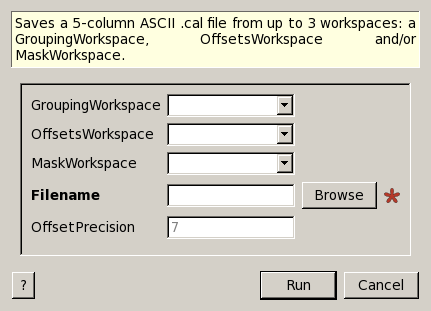 Saves a 5-column ASCII .cal file from up to 3 workspaces: a
GroupingWorkspace, OffsetsWorkspace and/or
MaskWorkspace.
GroupingWorkspace
OffsetsWorkspace
MaskWorkspace
Filename Browse *
OffsetPrecision 7
? Run Cancel